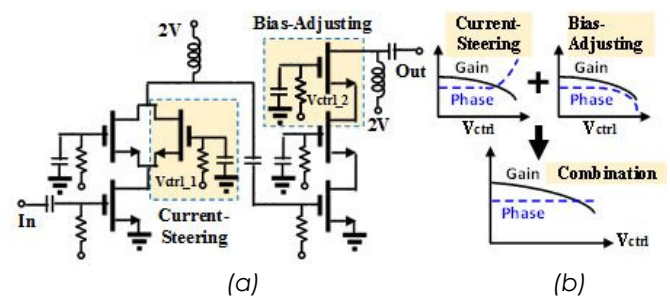 2V
Bias-Adjusting
Vctrl_2
Out
2V
Vctrl_1
In
Current-
Steering
(a)
Current-
Steering
Bias-
Adjusting
Gain
Phase
Vctrl
+
Gain
Phase
Vctrl
Combination
Gain
Phase
Vctrl
(b)